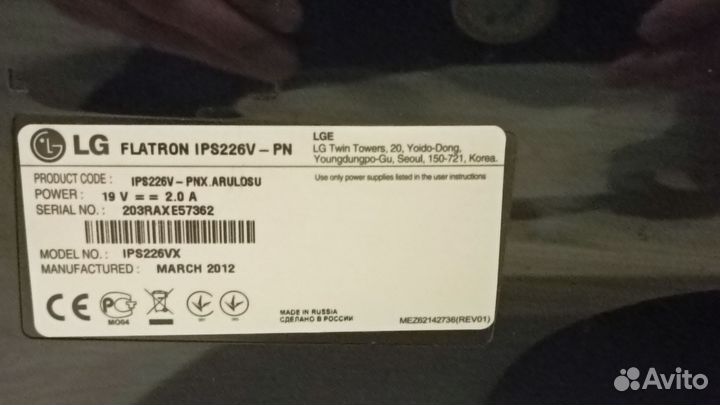 LG FLATRON IPS226V - PN
LGE
LG Twin Towers, 20, Yoido-Dong,
Youngdungpo-Gu, Seoul, 150-721, Korea.
PRODUCT CODE : IPS226V - PNX.ARULOSU
Use only power supplies listed in the user
POWER : 19 V == 2.0 A
SERIAL NO. : 203RAXE57362
MODEL NO. : IPS226VX
MANUFACTURED : MARCH 2012
CE
MO04
MADE IN RUSSIA
СДЕЛАНО В РОССИИ
MEZ62142736(REV01)
Avito